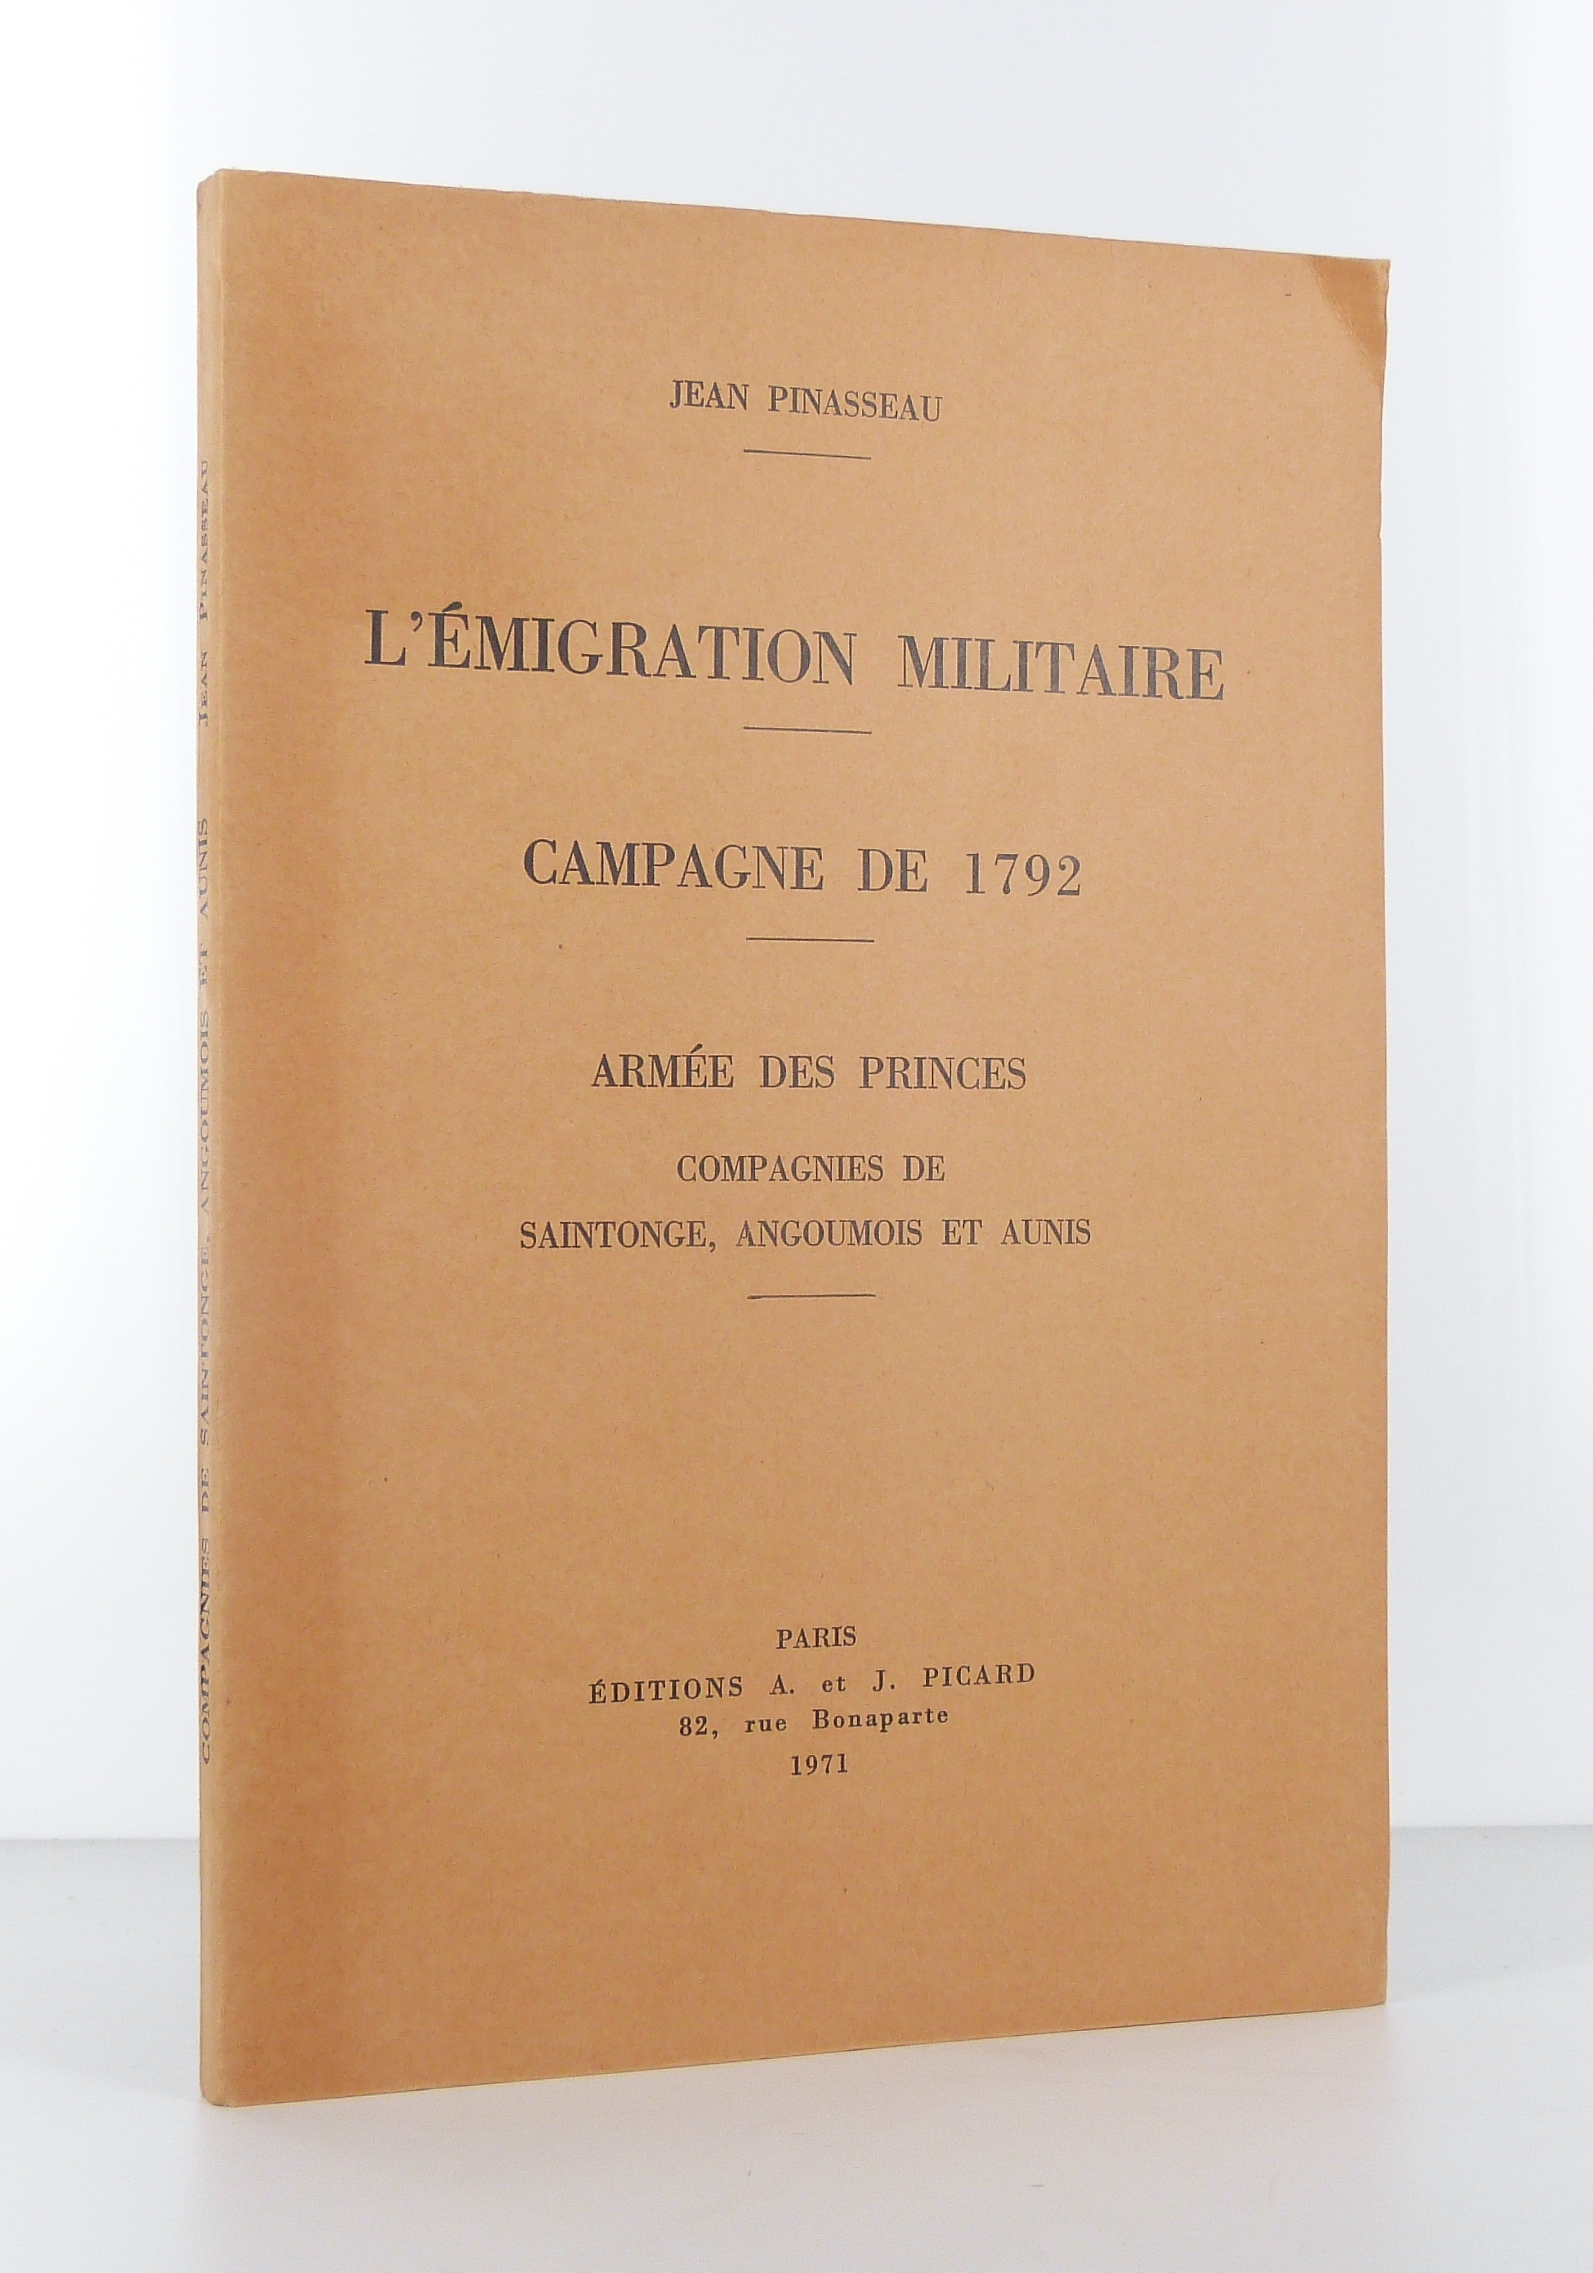 JEAN PINASSEAU
L'ÉMIGRATION MILITAIRE
CAMPAGNE DE 1792
ARMÉE DES PRINCES
COMPAGNIES DE
SAINTONGE, ANGOUMOIS ET AUNIS
PARIS
ÉDITIONS A. et J. PICARD
82, rue Bonaparte
1971
COMPAGNIES DE SAINTONGE, ANGOUMOIS ET AUNIS JEAN PINASSEAU